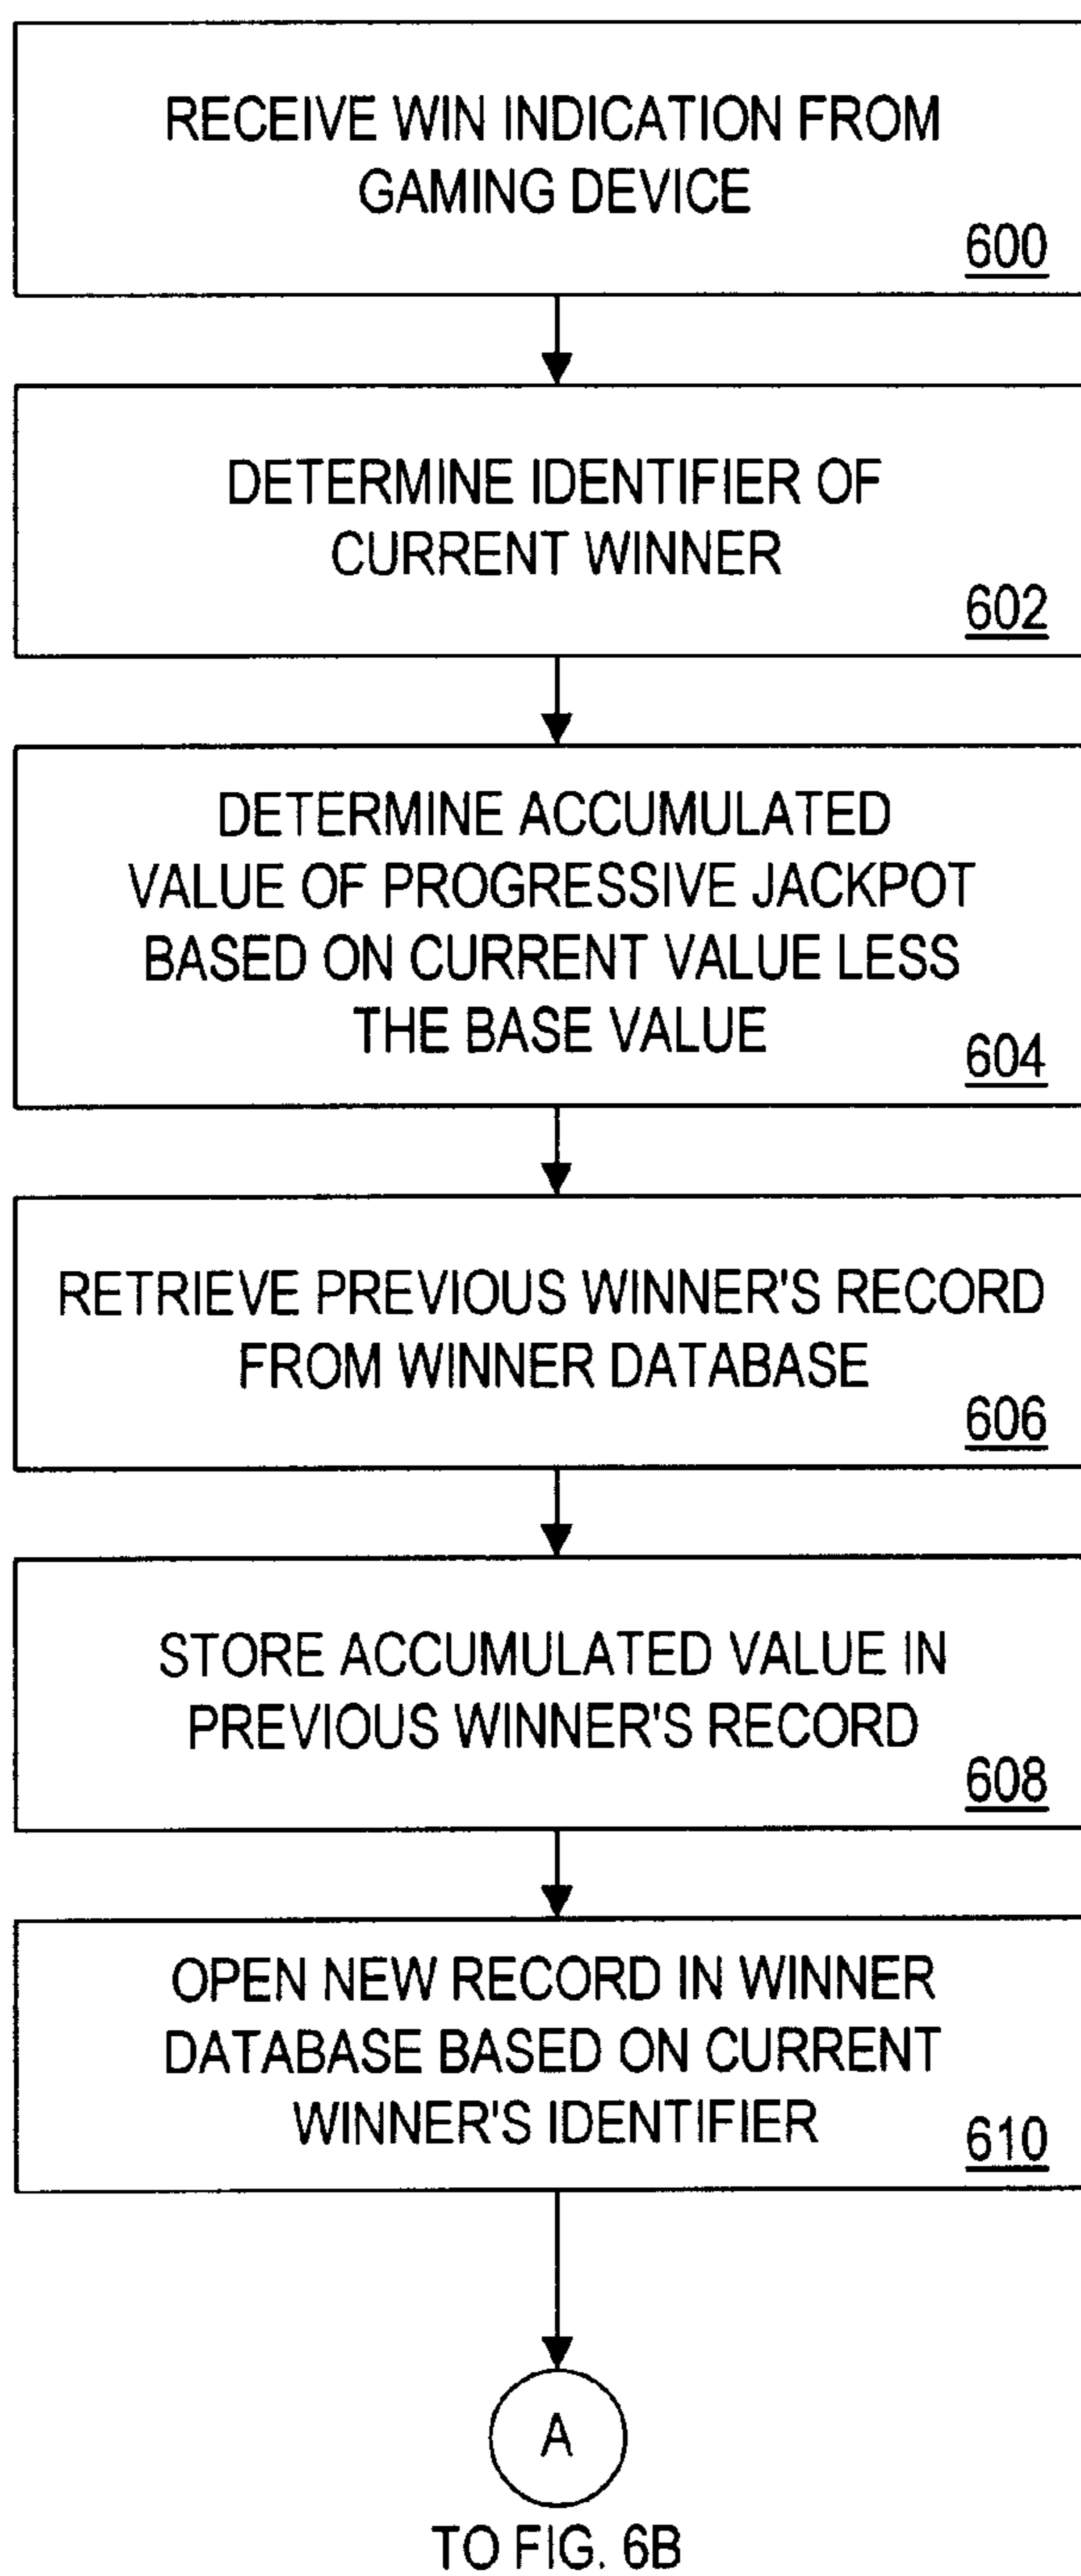 RECEIVE WIN INDICATION FROM
GAMING DEVICE
600
DETERMINE IDENTIFIER OF
CURRENT WINNER
602
DETERMINE ACCUMULATED
VALUE OF PROGRESSIVE JACKPOT
BASED ON CURRENT VALUE LESS
THE BASE VALUE
604
RETRIEVE PREVIOUS WINNER'S RECORD
FROM WINNER DATABASE
606
STORE ACCUMULATED VALUE IN
PREVIOUS WINNER'S RECORD
608
OPEN NEW RECORD IN WINNER
DATABASE BASED ON CURRENT
WINNER'S IDENTIFIER
610
A
TO FIG. 6B